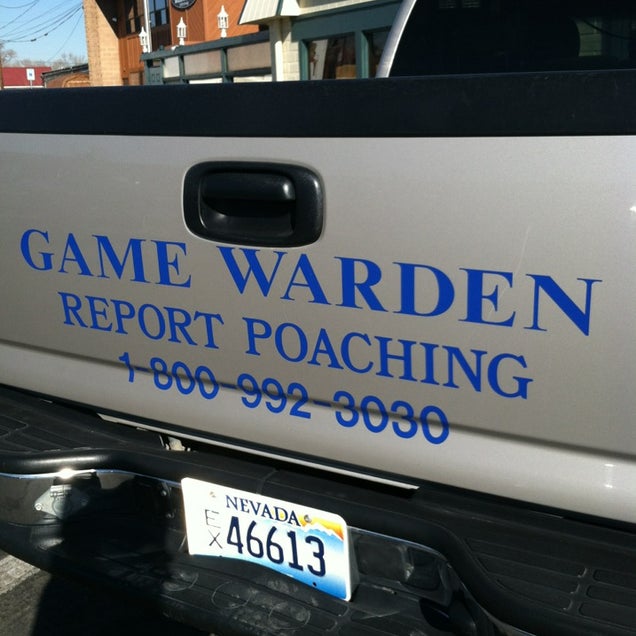 GAME WARDEN
REPORT POACHING
1-800-992-3030
NEVADA
EX 46613